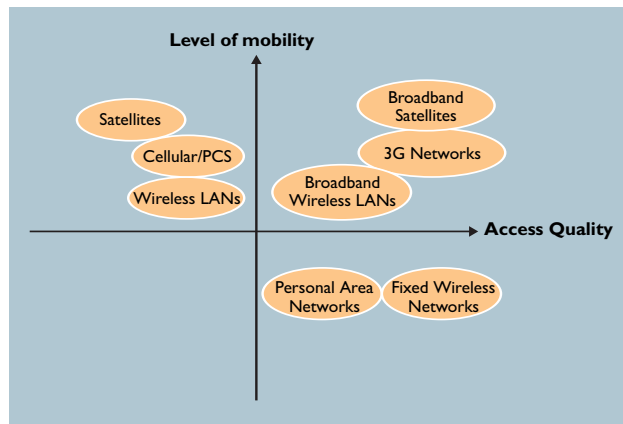 Level of mobility
Broadband
Satellites
Satellites
Cellular/PCS
3G Networks
Wireless LANs
Broadband
Wireless LANs
Access Quality
Personal Area
Networks
Fixed Wireless
Networks